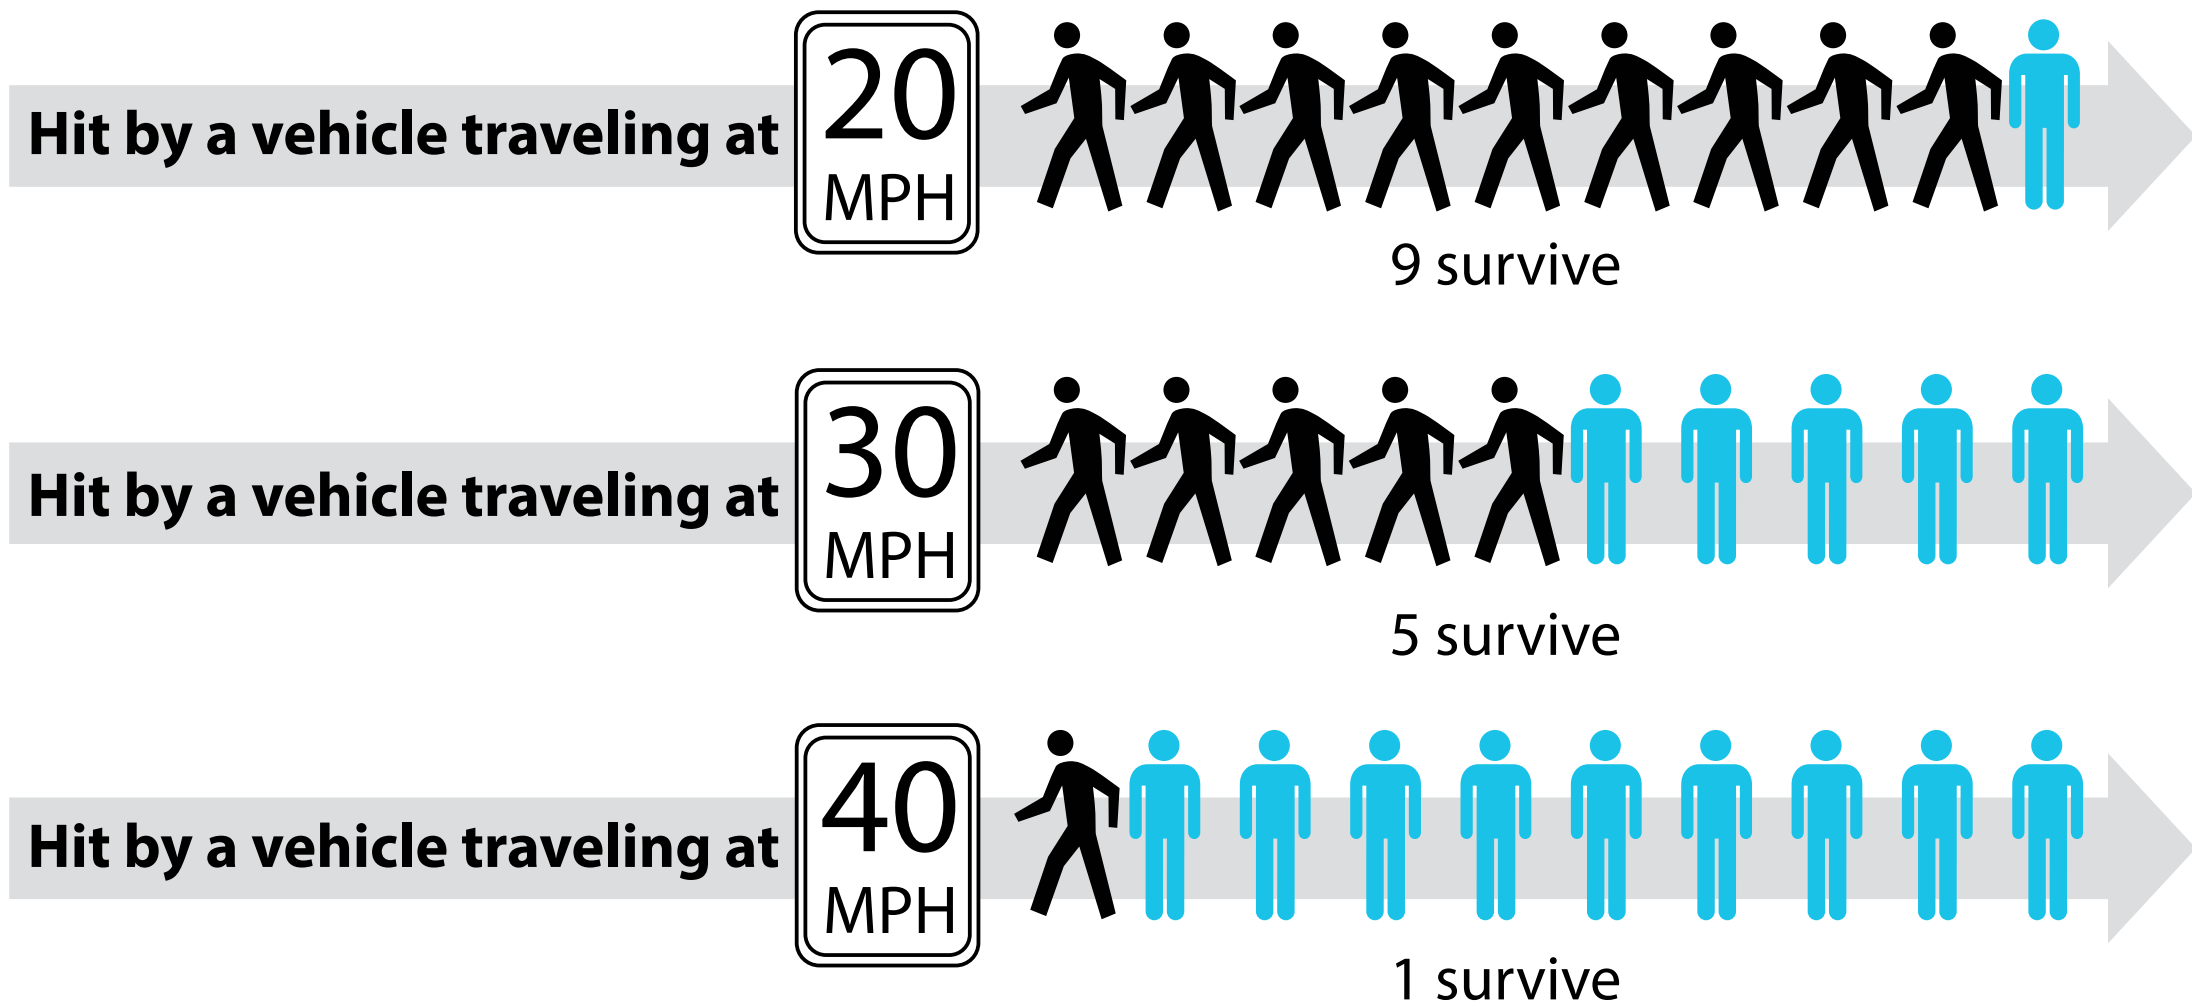 Hit by a vehicle traveling at
20
MPH
9 survive
Hit by a vehicle traveling at
30
MPH
5 survive
Hit by a vehicle traveling at
40
MPH
1 survive